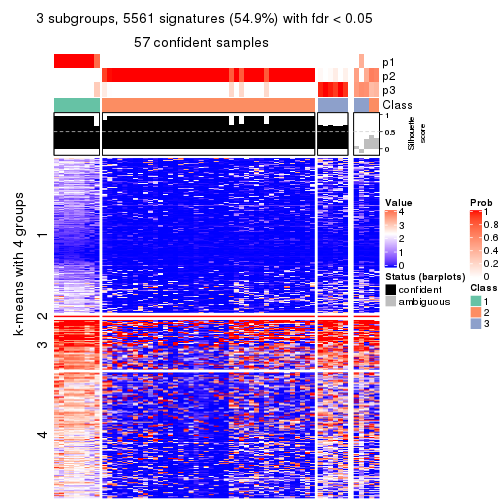 3 subgroups, 5561 signatures (54.9%) with fdr < 0.05
57 confident samples
p1
p2
p3
Class
1
0.5
0
Silhouette
score
k-means with 4 groups
1
2
3
4
Value
4
3
2
1
0
Status (barplots)
confident
ambiguous
Prob
1
0.8
0.6
0.4
0.2
0
Class
1
2
3